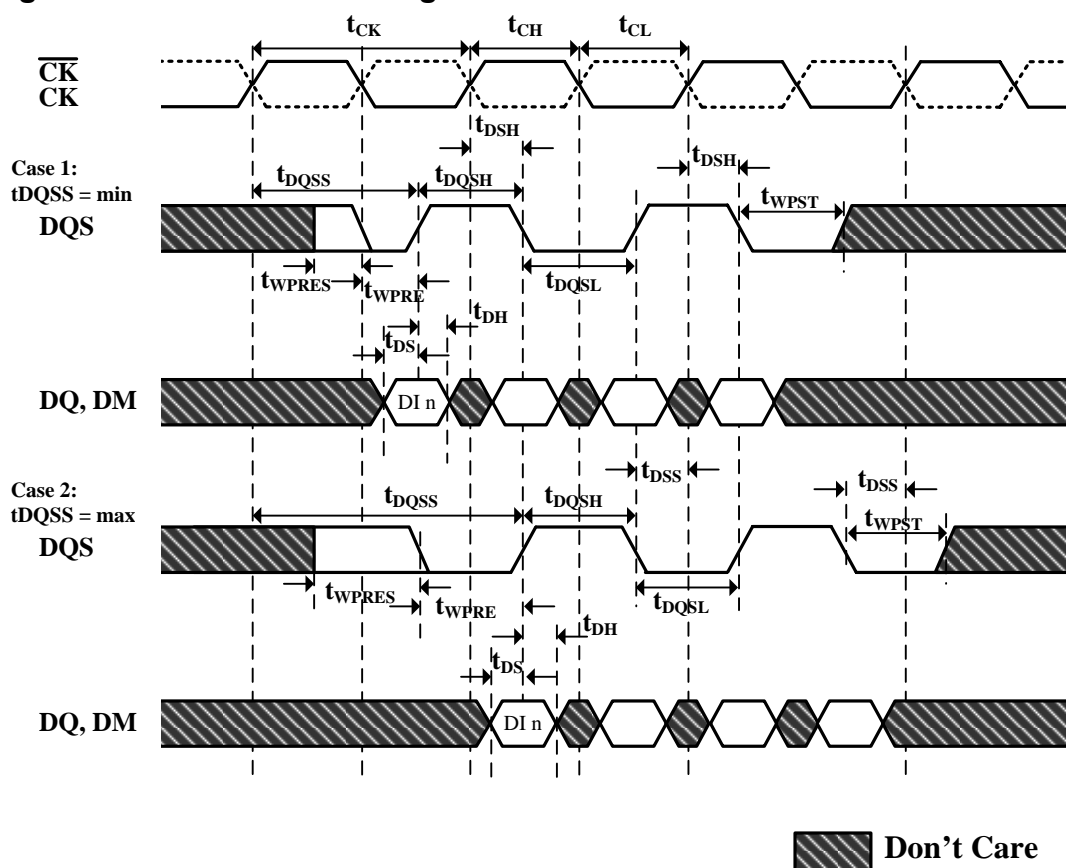 tCK tCH tCL
CK
CK
tDSH
Case 1:
tDQSS = min
DQS
tDQSS tDQSH tDSH tWPST
tWPRES tWPRE tDQSL
tDH
tDS
DQ, DM
DI n
tDSS
Case 2:
tDQSS = max
DQS
tDQSS tDQSH tDSS tWPST
tWPRES tWPRE tDQSL
tDH
tDS
DQ, DM
DI n
Don't Care